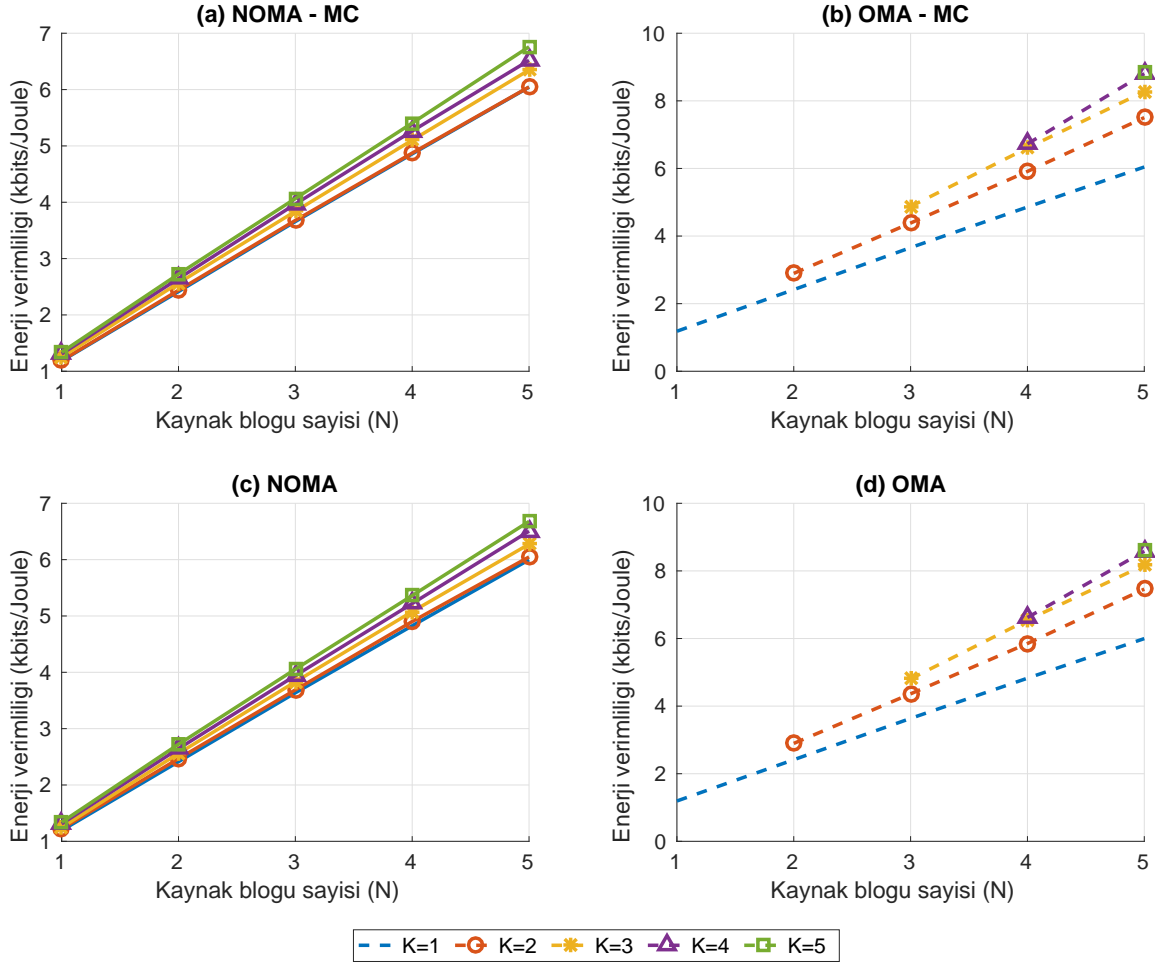 (a) NOMA - MC
Enerji verimliligi (kbits/Joule)
7
6
5
4
3
2
1
1 2 3 4 5
Kaynak blogu sayisi (N)
(b) OMA - MC
Enerji verimliligi (kbits/Joule)
10
8
6
4
2
0
1 2 3 4 5
Kaynak blogu sayisi (N)
(c) NOMA
Enerji verimliligi (kbits/Joule)
7
6
5
4
3
2
1
1 2 3 4 5
Kaynak blogu sayisi (N)
(d) OMA
Enerji verimliligi (kbits/Joule)
10
8
6
4
2
0
1 2 3 4 5
Kaynak blogu sayisi (N)
K=1 K=2 K=3 K=4 K=5